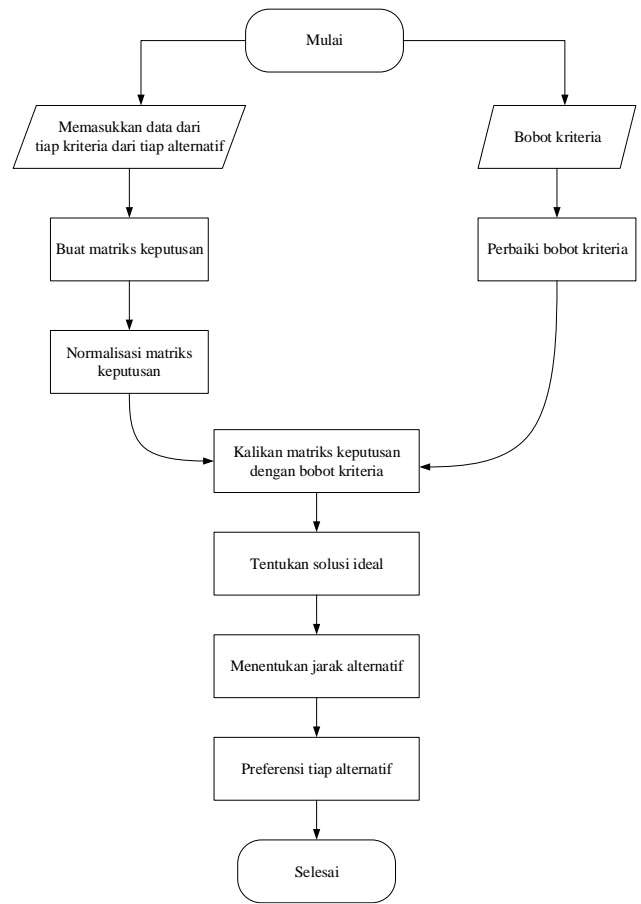 Mulai
Memasukkan data dari
tiap kriteria dari tiap alternatif
Bobot kriteria
Buat matriks keputusan
Perbaiki bobot kriteria
Normalisasi matriks
keputusan
Kalikan matriks keputusan
dengan bobot kriteria
Tentukan solusi ideal
Menentukan jarak alternatif
Preferensi tiap alternatif
Selesai